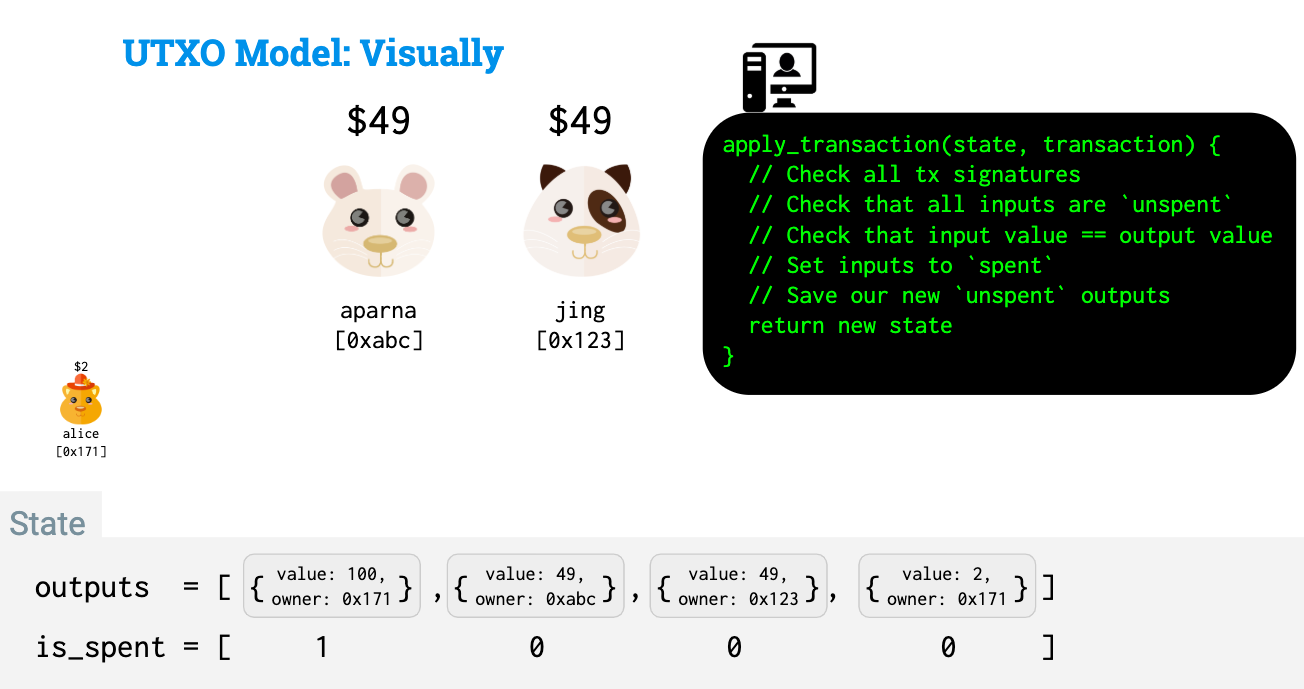 UTXO Model: Visually
$49
$49
aparna
[0xabc]
jing
[0x123]
$2
alice
[0x171]
apply_transaction(state, transaction) {
// Check all tx signatures
// Check that all inputs are `unspent`
// Check that input value == output value
// Set inputs to `spent`
// Save our new `unspent` outputs
return new state
}
State
outputs = [ { value: 100, owner: 0x171 } , { value: 49, owner: 0xabc } , { value: 49, owner: 0x123 } , { value: 2, owner: 0x171 } ]
is_spent = [ 1 0 0 0 ]